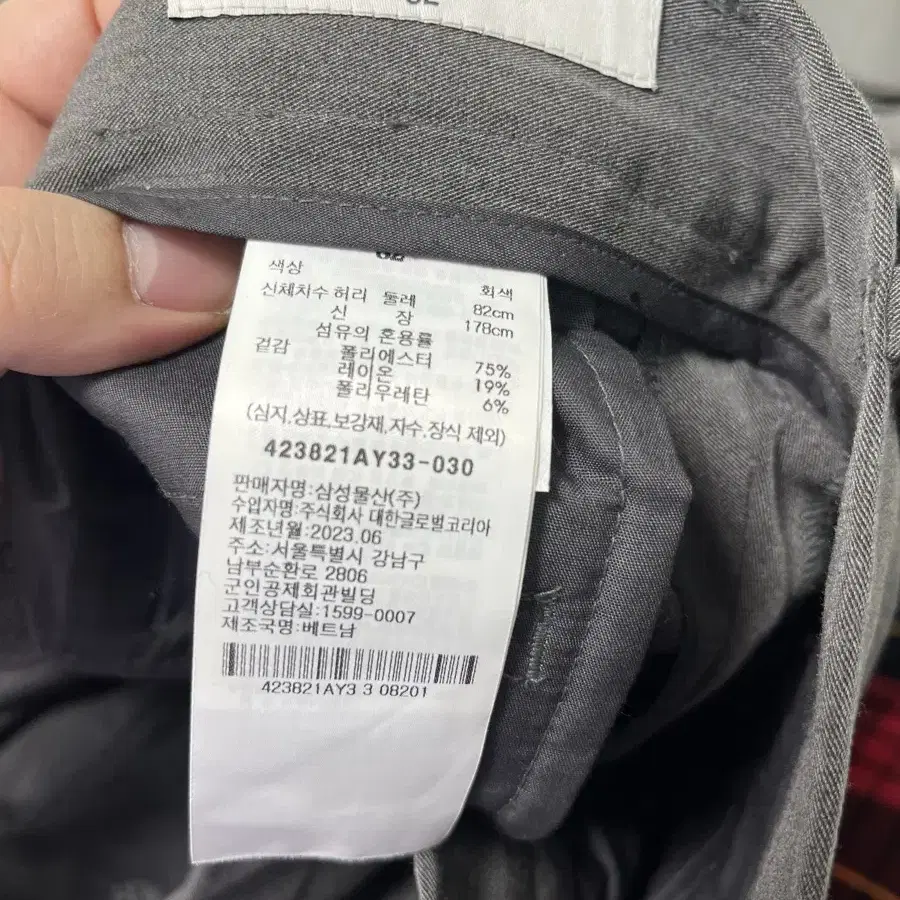 색상 회색
신체치수 허리 둘레 82cm
신 장 178cm
섬유의 혼용률
겉감 폴리에스터 75%
레이온 19%
폴리우레탄 6%
(심지,상표,보강재,자수,장식 제외)
423821AY33-030
판매자명:삼성물산(주)
수입자명:주식회사 대한글로벌코리아
제조년월:2023.06
주소:서울특별시 강남구
남부순환로 2806
군인공제회관빌딩
고객상담실:1599-0007
제조국명:베트남
423821AY3 3 08201